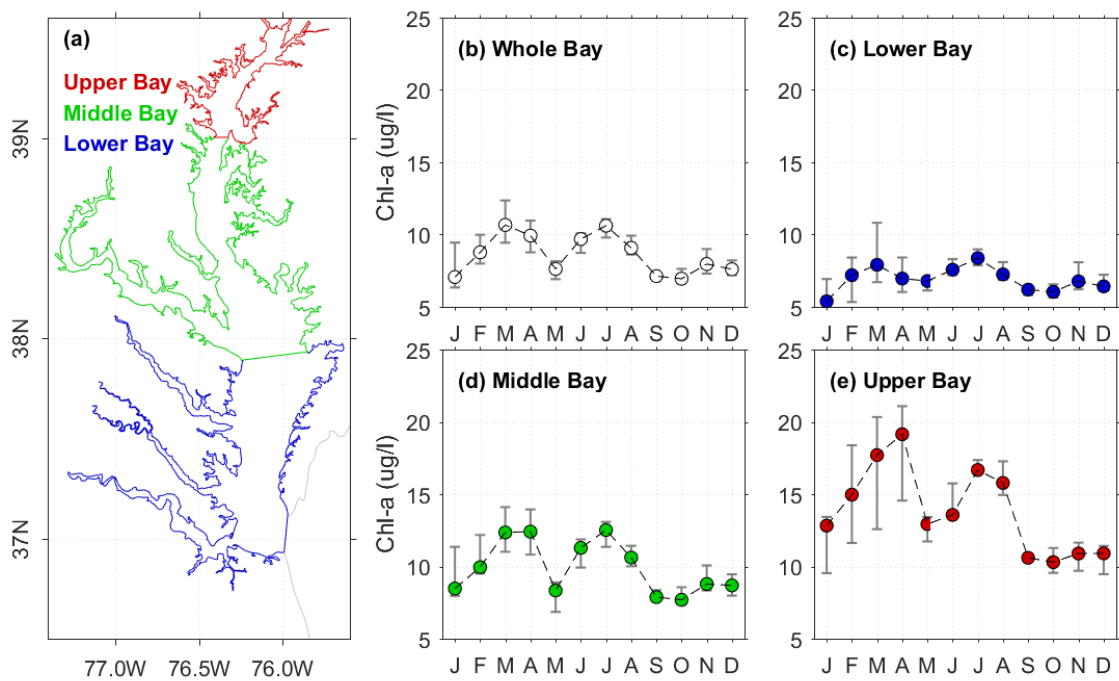 (a)
Upper Bay
Middle Bay
Lower Bay
39N
38N
37N
77.0W 76.5W 76.0W
(b) Whole Bay
Chl-a (ug/l)
25
20
15
10
5
J F M A M J J A S O N D
(c) Lower Bay
25
20
15
10
5
J F M A M J J A S O N D
(d) Middle Bay
Chl-a (ug/l)
25
20
15
10
5
J F M A M J J A S O N D
(e) Upper Bay
25
20
15
10
5
J F M A M J J A S O N D